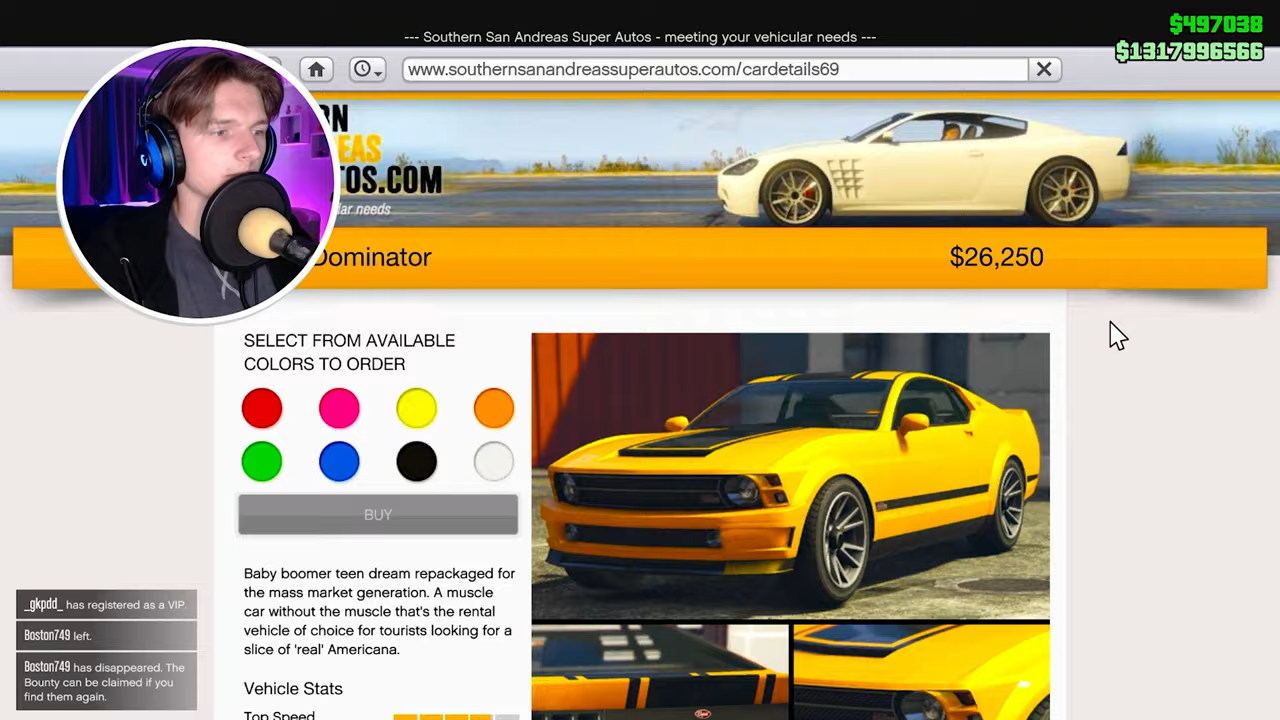 --- Southern San Andreas Super Autos - meeting your vehicular needs ---
$497038
$1317996566
www.southernsanandreassuperautos.com/cardetails69
TOS.COM
needs
Dominator
$26,250
SELECT FROM AVAILABLE
COLORS TO ORDER
BUY
Baby boomer teen dream repackaged for
the mass market generation. A muscle
car without the muscle that's the rental
vehicle of choice for tourists looking for a
slice of 'real' Americana.
Vehicle Stats
Top Speed
_gkpdd_ has registered as a VIP.
Boston749 left.
Boston749 has disappeared. The
Bounty can be claimed if you
find them again.